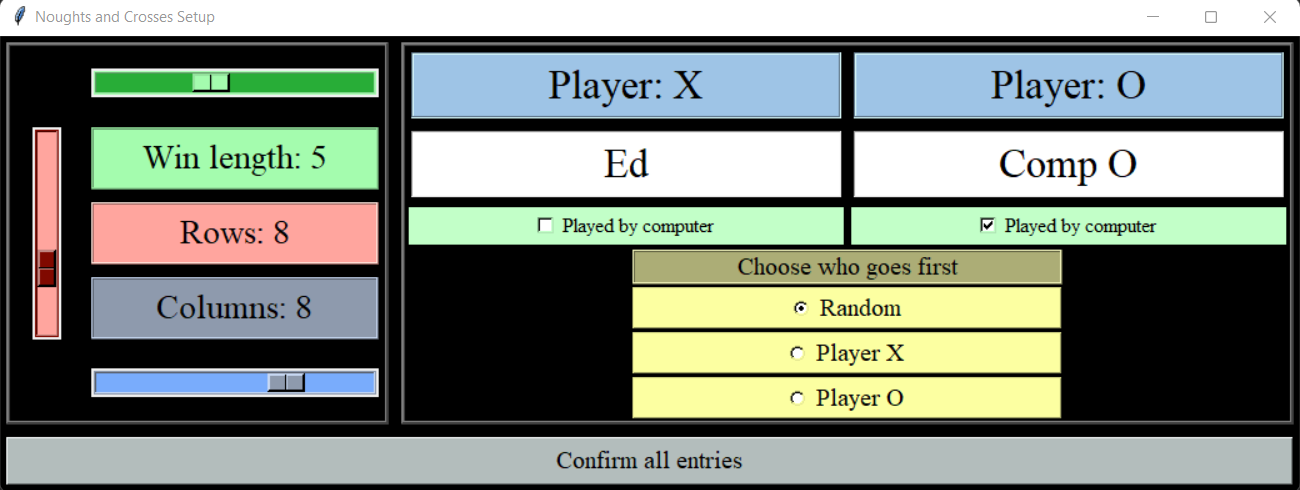 Noughts and Crosses Setup
Win length: 5
Rows: 8
Columns: 8
Player: X
Player: O
Ed
Comp O
Played by computer
Played by computer
Choose who goes first
Random
Player X
Player O
Confirm all entries